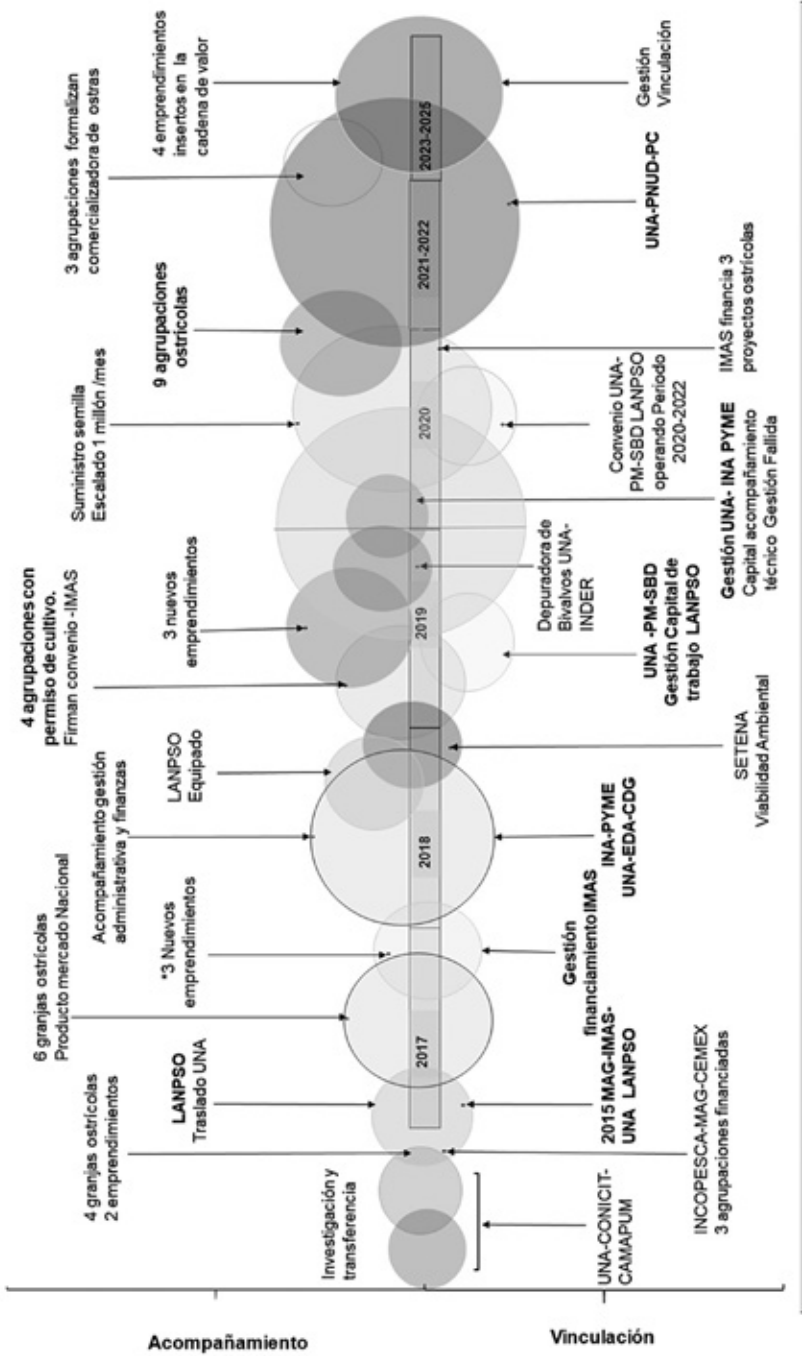 Acompañamiento
Vinculación
Investigación y
transferencia
4 granjas ostrícolas
2 emprendimientos
LANPSO
Traslado UNA
6 granjas ostrícolas
Producto mercado Nacional
*3 Nuevos
emprendimientos
Acompañamiento gestión
administrativa y finanzas
LANPSO
Equipado
4 agrupaciones con
permiso de cultivo.
Firman convenio -IMAS
3 nuevos
emprendimientos
Suministro semilla
Escalado 1 millón /mes
9 agrupaciones
ostrícolas
3 agrupaciones formalizan
comercializadora de ostras
4 emprendimientos
insertos en la
cadena de valor
2017
2018
2019
2020
2021-2022
2023-2025
UNA-CONICIT-
CAMAPUM
INCOPESCA-MAG-CEMEX
3 agrupaciones financiadas
2015 MAG-IMAS-
UNA LANPSO
Gestión
financiamiento IMAS
INA-PYME
UNA-EDA-CDG
SETENA
Viabilidad Ambiental
UNA -PM-SBD
Gestión Capital de
trabajo LANPSO
Depuradora de
Bivalvos UNA-
INDER
Gestión UNA- INA PYME
Capital acompañamiento
técnico Gestión Fallida
Convenio UNA-
PM-SBD LANPSO
operando Periodo
2020-2022
IMAS financia 3
proyectos ostrícolas
UNA-PNUD-PC
Gestión
Vinculación